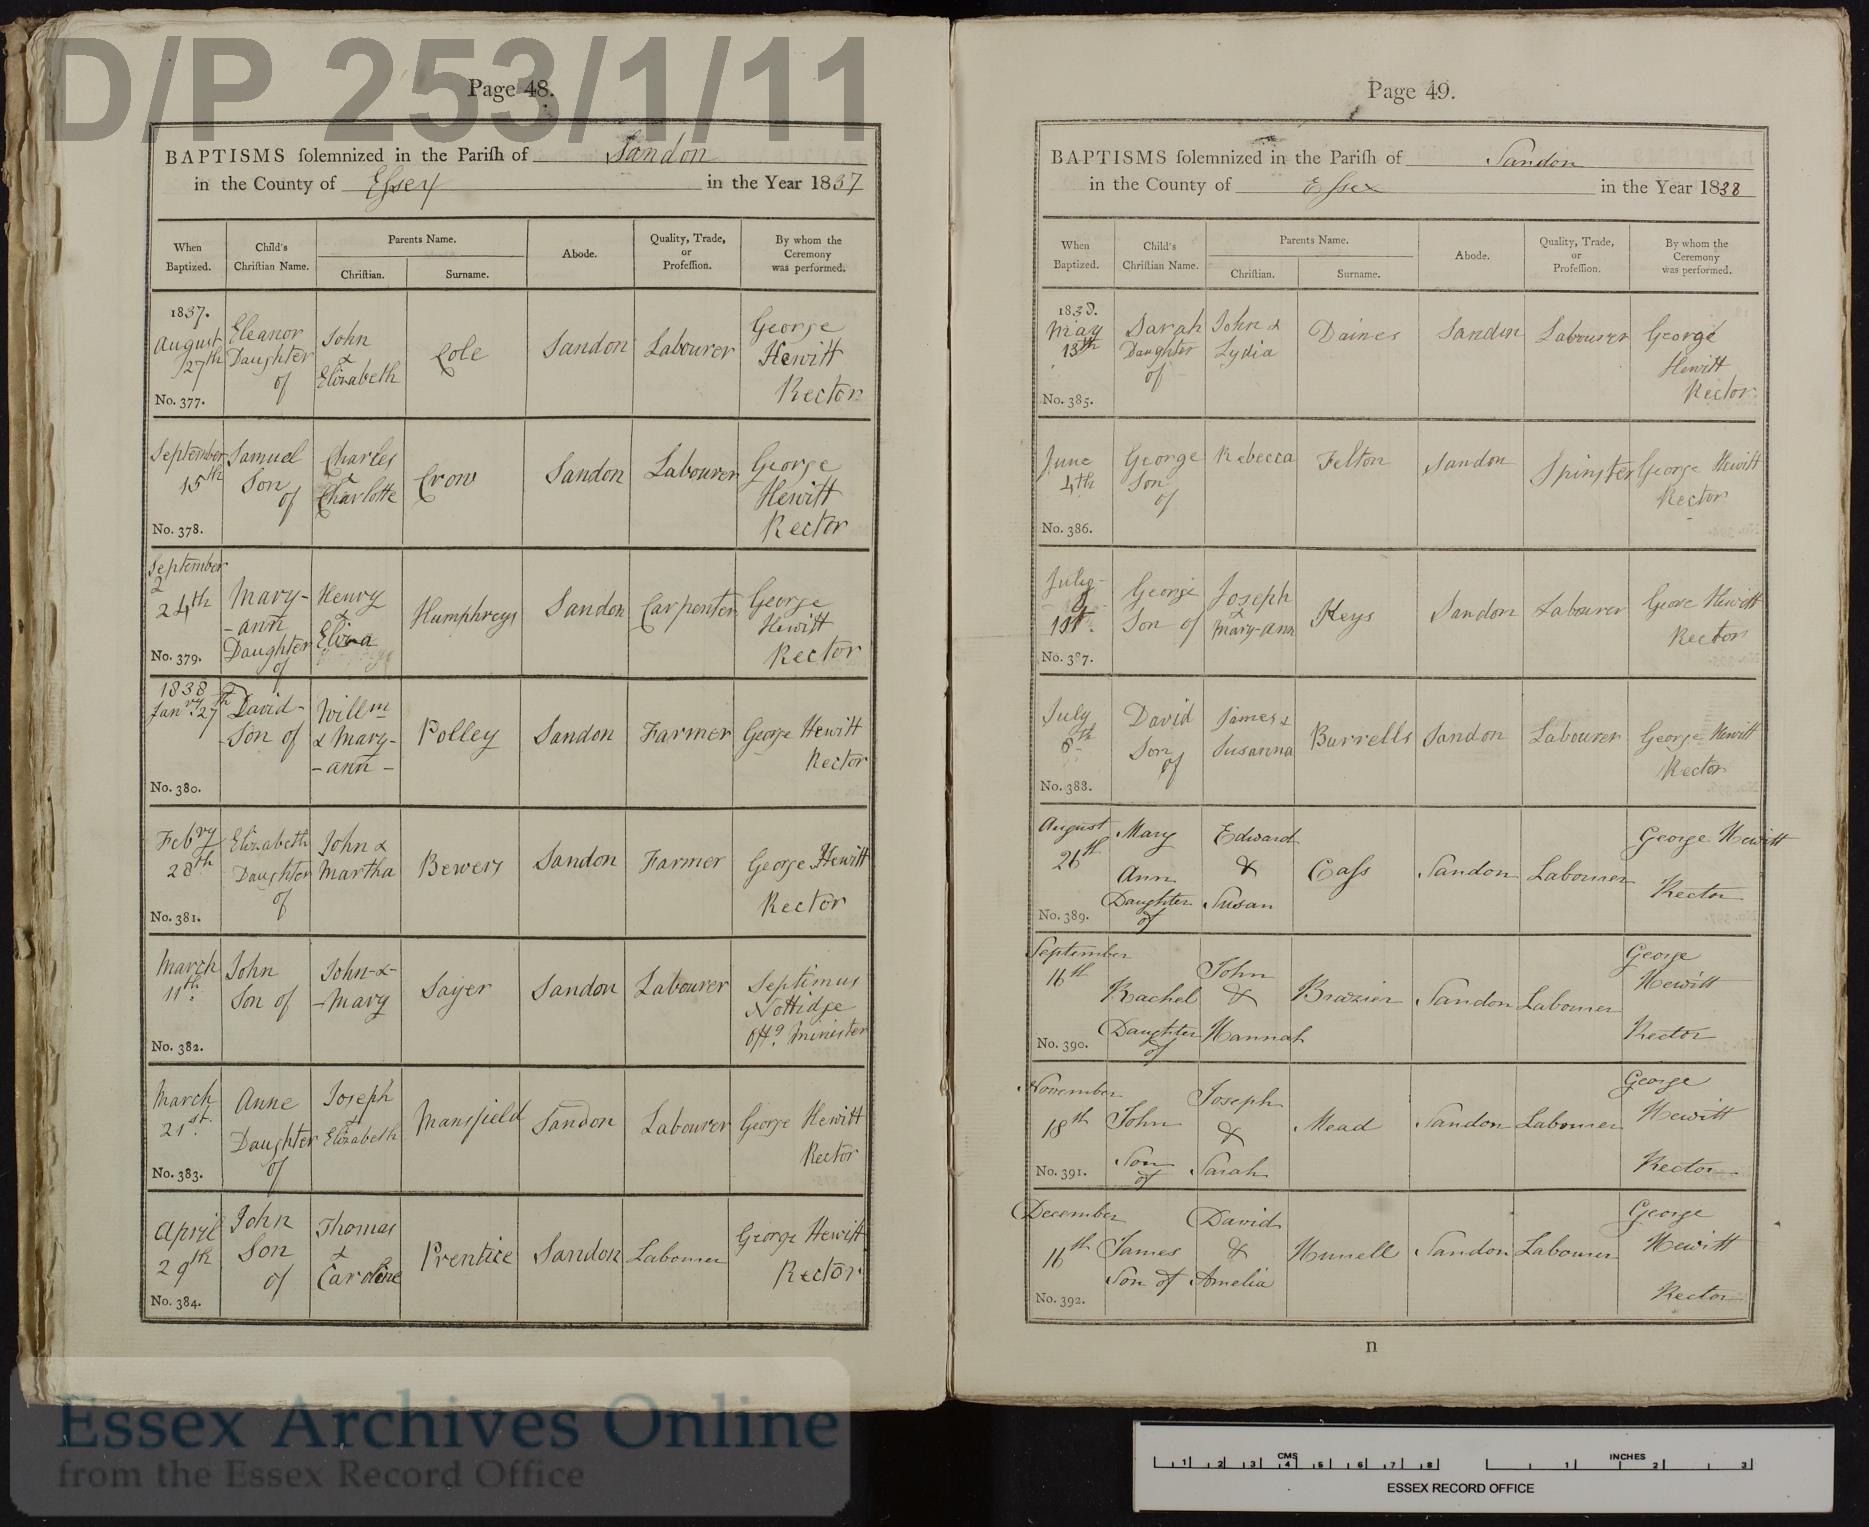 D/P 253/1/11
Page 48.
BAPTISMS solemnized in the Parish of Sandon
in the County of Essex in the Year 1837
When Baptized.
Child's Christian Name.
Parents Name.
Christian.
Surname.
Abode.
Quality, Trade, or Profession.
By whom the Ceremony was performed.
1837. August 27th No. 377.
Eleanor Daughter of
John & Elizabeth
Cole
Sandon
Labourer
George Hewitt Rector
September 15th No. 378.
Samuel Son of
Charles & Charlotte
Crow
Sandon
Labourer
George Hewitt Rector
September 24th No. 379.
Mary-ann Daughter of
Henry & Eliza
Humphreys
Sandon
Carpenter
George Hewitt Rector
1838 Janry. 27th No. 380.
David- Son of
Willm & Mary-ann-
Polley
Sandon
Farmer
George Hewitt Rector
Febry 28th No. 381.
Elizabeth Daughter of
John & Martha
Bewers
Sandon
Farmer
George Hewitt Rector
March 11th. No. 382.
John Son of
John-&-Mary
Sayer
Sandon
Labourer
Septimus Nottidge Offg Minister
March 21st. No. 383.
Anne Daughter of
Joseph & Elizabeth
Mansfield
Sandon
Labourer
George Hewitt Rector
April 29th No. 384.
John Son of
Thomas & Caroline
Prentice
Sandon
Labourer
George Hewitt Rector
Page 49.
BAPTISMS solemnized in the Parish of Sandon
in the County of Essex in the Year 1838
When Baptized.
Child's Christian Name.
Parents Name.
Christian.
Surname.
Abode.
Quality, Trade, or Profession.
By whom the Ceremony was performed.
1838. May 13th No. 385.
Sarah Daughter of
John & Lydia
Daines
Sandon
Labourer
George Hewitt Rector
June 4th No. 386.
George Son of
Rebecca
Felton
Sandon
Spinster
George Hewitt Rector
July 1st. No. 387.
George Son of
Joseph & Mary-Ann
Keys
Sandon
Labourer
Geore Hewitt Rector
July 8th No. 388.
David Son of
James & Susanna
Burrells
Sandon
Labourer
George Hewitt Rector
August 26th No. 389.
Mary Ann Daughter of
Edward & Susan
Cass
Sandon
Labourer
George Hewitt Rector
September 16th No. 390.
Rachel Daughter of
John & Hannah
Brazier
Sandon
Labourer
George Hewitt Rector
November 18th No. 391.
John Son of
Joseph & Sarah
Mead
Sandon
Labourer
George Hewitt Rector
December 16th No. 392.
James Son of
David & Amelia
Hunell
Sandon
Labourer
George Hewitt Rector
n
Essex Archives Online
from the Essex Record Office
CMS
1 2 3 4 5 6 7 8
INCHES
1 2 3
ESSEX RECORD OFFICE